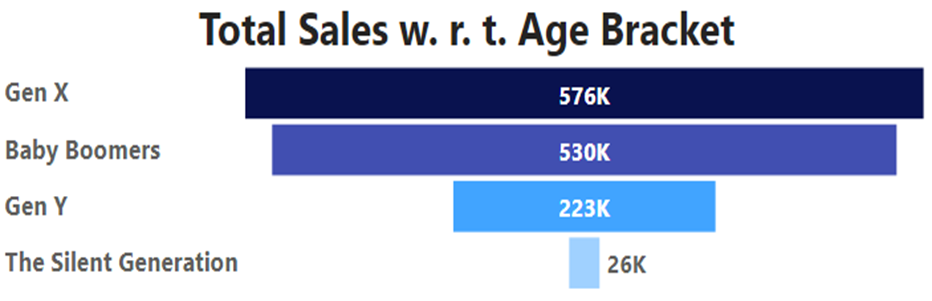 Total Sales w. r. t. Age Bracket
Gen X 576K
Baby Boomers 530K
Gen Y 223K
The Silent Generation 26K